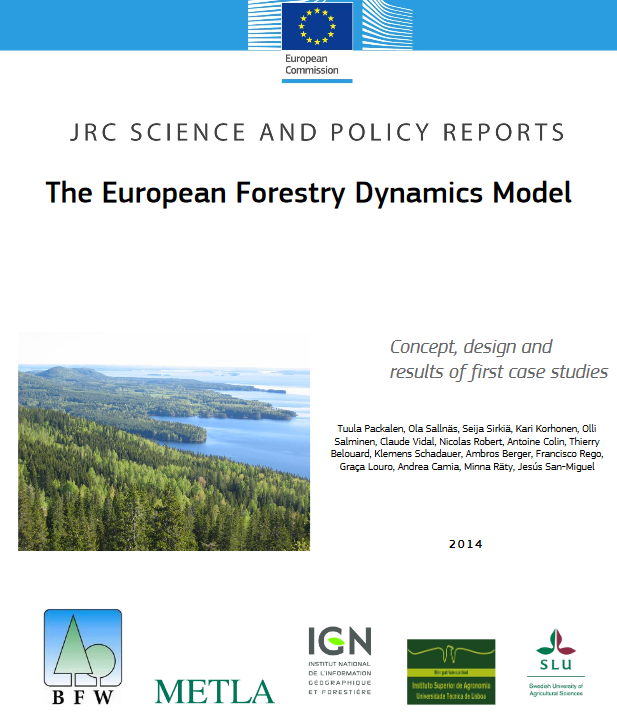 European
Commission
JRC SCIENCE AND POLICY REPORTS
The European Forestry Dynamics Model
Concept, design and
results of first case studies
Tuula Packalen, Ola Sallnäs, Seija Sirkiä, Kari Korhonen, Olli
Salminen, Claude Vidal, Nicolas Robert, Antoine Colin, Thierry
Belouard, Klemens Schadauer, Ambros Berger, Francisco Rego,
Graça Louro, Andrea Camia, Minna Räty, Jesús San-Miguel
2014
BFW
METLA
IGN
INSTITUT NATIONAL
DE L'INFORMATION
GÉOGRAPHIQUE
ET FORESTIÈRE
Instituto Superior de Agronomia
Universidade Técnica de Lisboa
SLU
Swedish University of
Agricultural Sciences